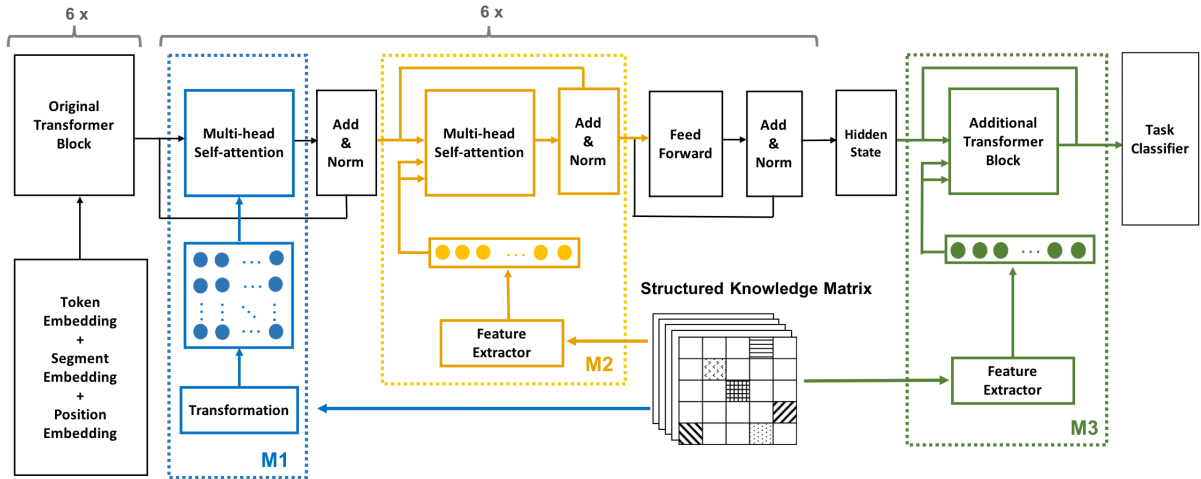 6 x
6 x
Original
Transformer
Block
Multi-head
Self-attention
Add
&
Norm
Multi-head
Self-attention
Add
&
Norm
Feed
Forward
Add
&
Norm
Hidden
State
Additional
Transformer
Block
Task
Classifier
Token
Embedding
+
Segment
Embedding
+
Position
Embedding
...
...
...
Transformation
M1
...
Feature
Extractor
M2
Structured Knowledge Matrix
...
Feature
Extractor
M3